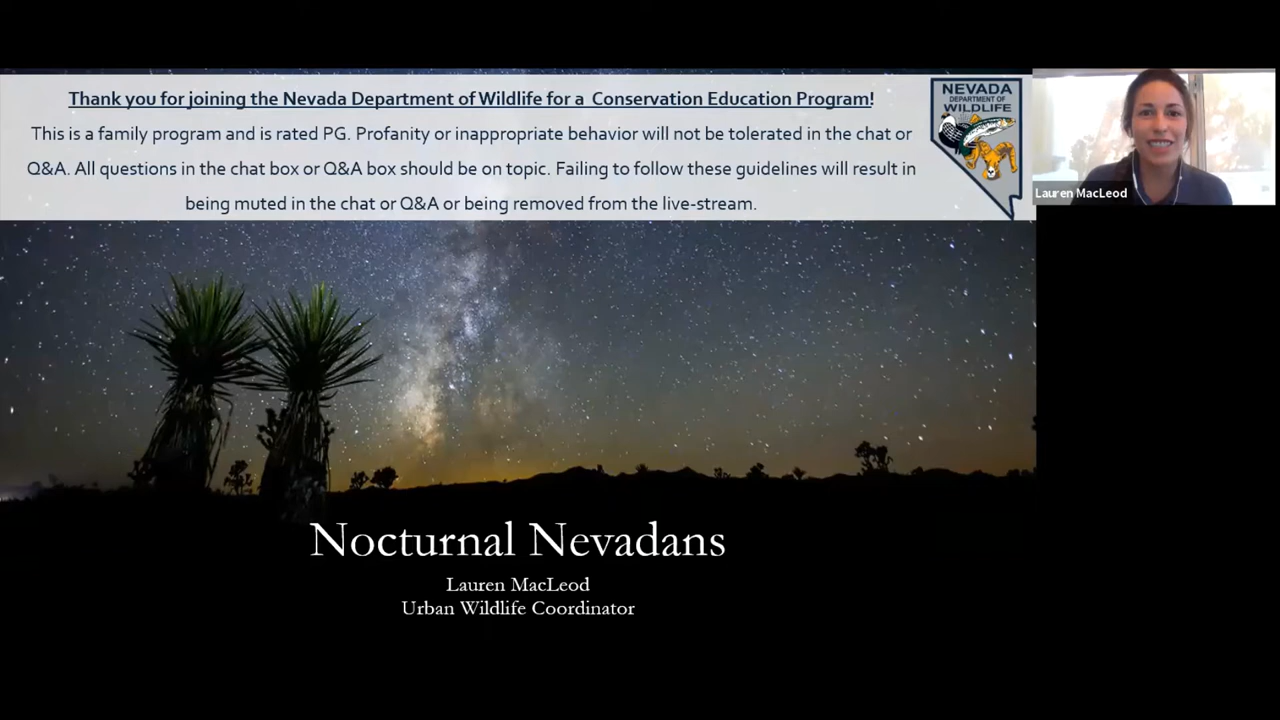 Thank you for joining the Nevada Department of Wildlife for a Conservation Education Program!
This is a family program and is rated PG. Profanity or inappropriate behavior will not be tolerated in the chat or
Q&A. All questions in the chat box or Q&A box should be on topic. Failing to follow these guidelines will result in
being muted in the chat or Q&A or being removed from the live-stream.
NEVADA
DEPARTMENT OF
WILDLIFE
Lauren MacLeod
Nocturnal Nevadans
Lauren MacLeod
Urban Wildlife Coordinator